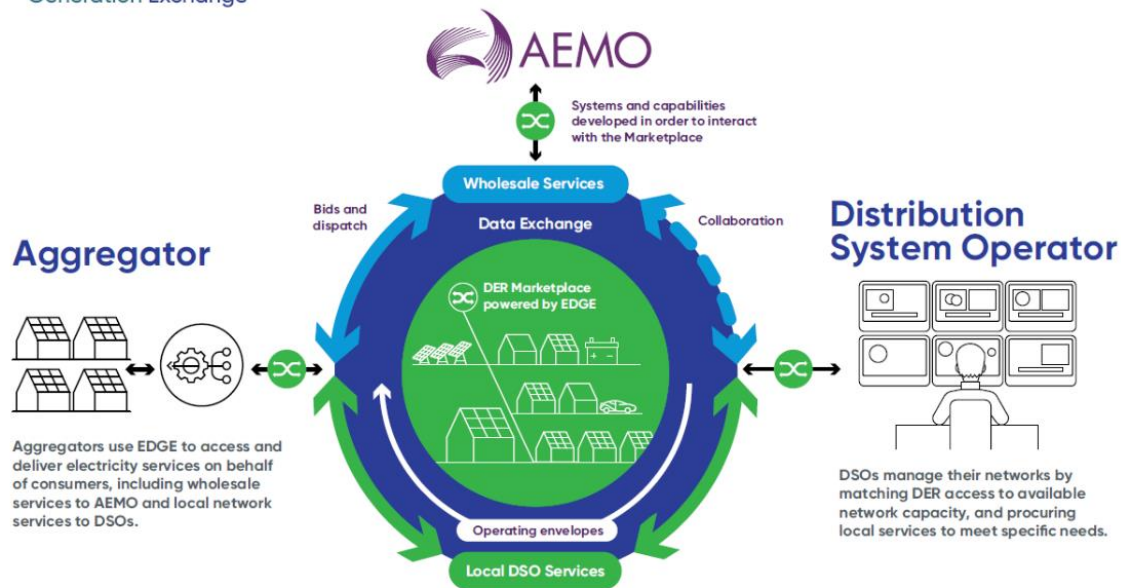 Generation Exchange
AEMO
Systems and capabilities
developed in order to interact
with the Marketplace
Wholesale Services
Bids and
dispatch
Data Exchange
Collaboration
Aggregator
Distribution
System Operator
DER Marketplace
powered by EDGE
Aggregators use EDGE to access and
deliver electricity services on behalf
of consumers, including wholesale
services to AEMO and local network
services to DSOs.
DSOs manage their networks by
matching DER access to available
network capacity, and procuring
local services to meet specific needs.
Operating envelopes
Local DSO Services